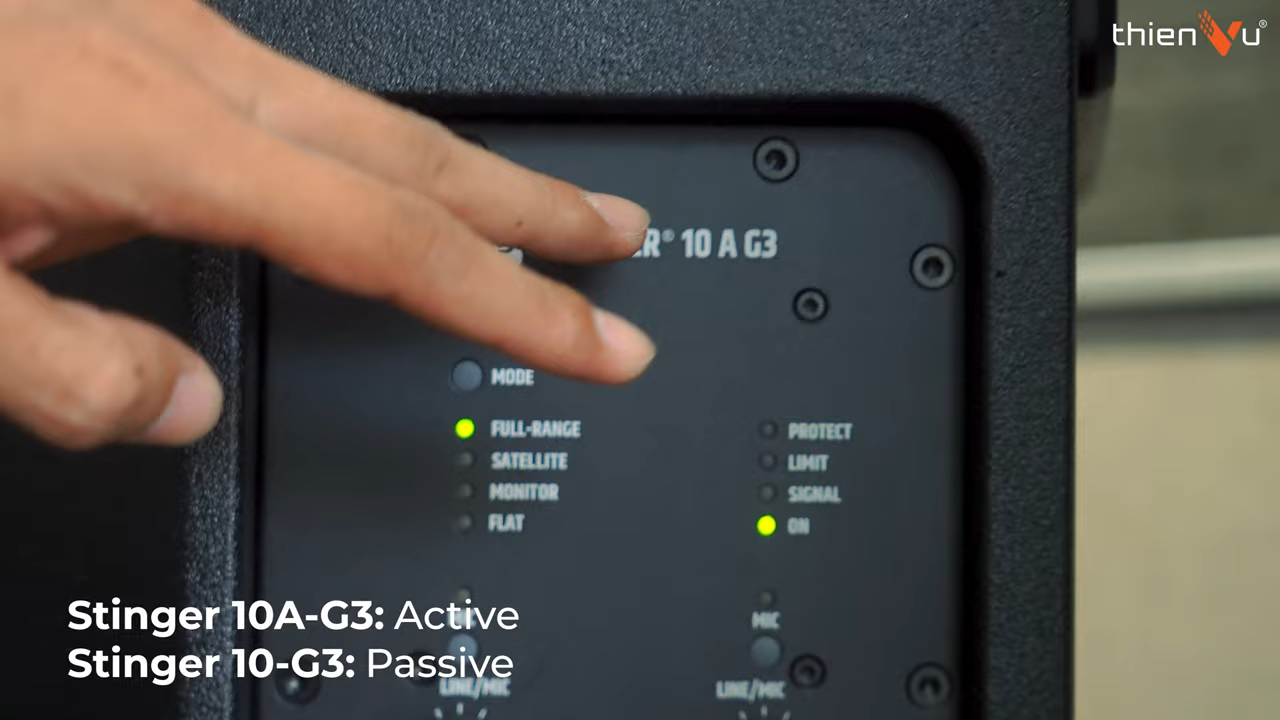 thienVu®
R® 10 A G3
MODE
FULL-RANGE
SATELLITE
MONITOR
FLAT
PROTECT
LIMIT
SIGNAL
ON
MIC
LINE/MIC
LINE/MIC
Stinger 10A-G3: Active
Stinger 10-G3: Passive